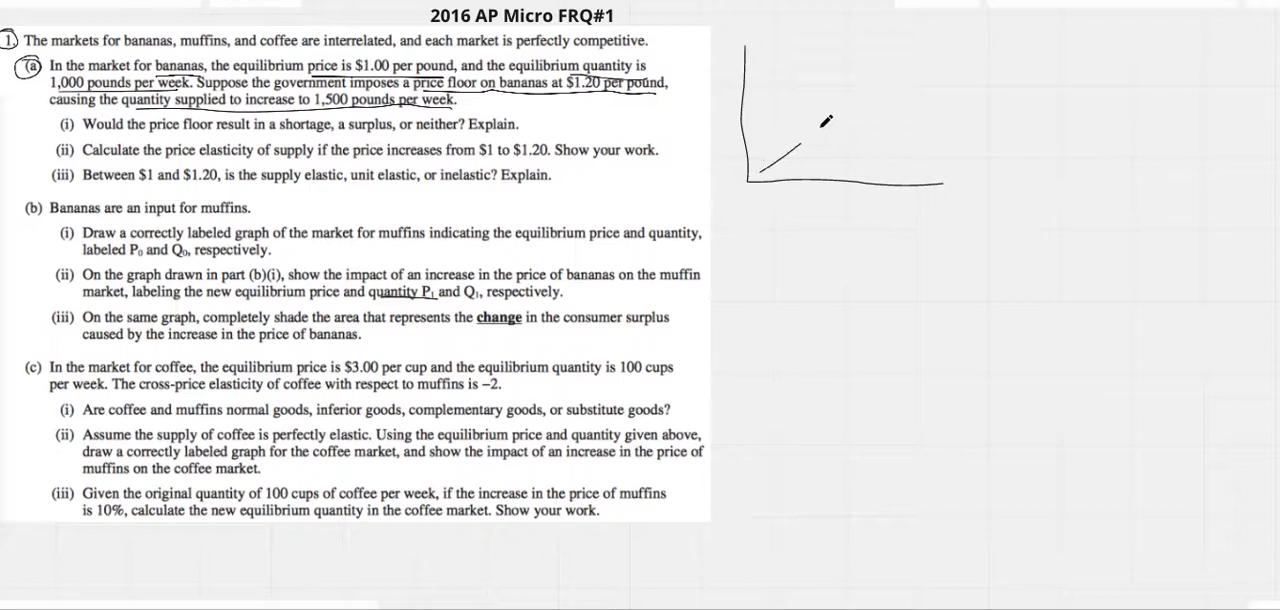 2016 AP Micro FRQ#1
1. The markets for bananas, muffins, and coffee are interrelated, and each market is perfectly competitive.
(a) In the market for bananas, the equilibrium price is $1.00 per pound, and the equilibrium quantity is
1,000 pounds per week. Suppose the government imposes a price floor on bananas at $1.20 per pound,
causing the quantity supplied to increase to 1,500 pounds per week.
(i) Would the price floor result in a shortage, a surplus, or neither? Explain.
(ii) Calculate the price elasticity of supply if the price increases from $1 to $1.20. Show your work.
(iii) Between $1 and $1.20, is the supply elastic, unit elastic, or inelastic? Explain.
(b) Bananas are an input for muffins.
(i) Draw a correctly labeled graph of the market for muffins indicating the equilibrium price and quantity,
labeled P₀ and Q₀, respectively.
(ii) On the graph drawn in part (b)(i), show the impact of an increase in the price of bananas on the muffin
market, labeling the new equilibrium price and quantity P₁ and Q₁, respectively.
(iii) On the same graph, completely shade the area that represents the change in the consumer surplus
caused by the increase in the price of bananas.
(c) In the market for coffee, the equilibrium price is $3.00 per cup and the equilibrium quantity is 100 cups
per week. The cross-price elasticity of coffee with respect to muffins is –2.
(i) Are coffee and muffins normal goods, inferior goods, complementary goods, or substitute goods?
(ii) Assume the supply of coffee is perfectly elastic. Using the equilibrium price and quantity given above,
draw a correctly labeled graph for the coffee market, and show the impact of an increase in the price of
muffins on the coffee market.
(iii) Given the original quantity of 100 cups of coffee per week, if the increase in the price of muffins
is 10%, calculate the new equilibrium quantity in the coffee market. Show your work.